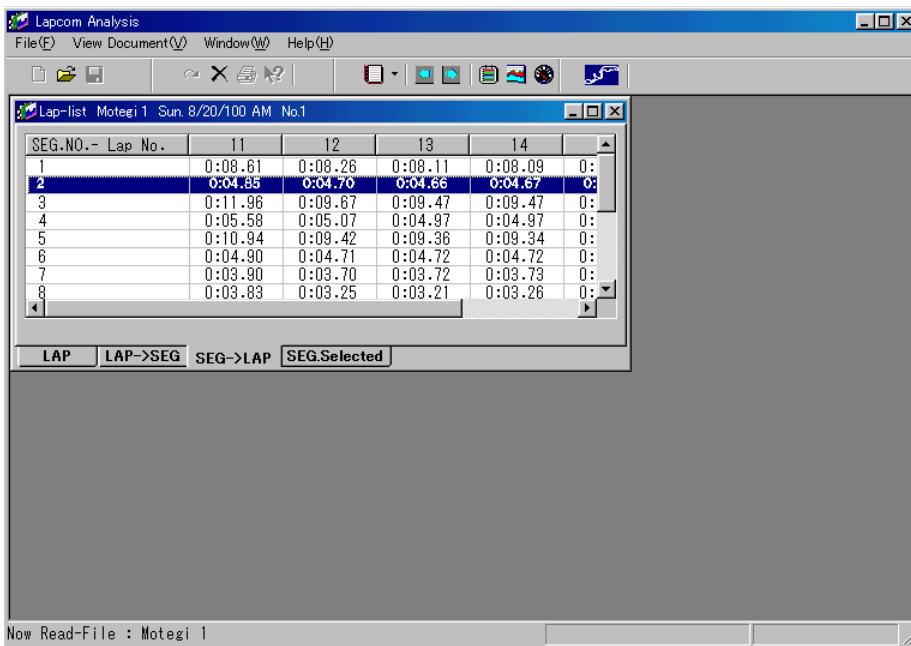 Lapcom Analysis
File(F) View Document(V) Window(W) Help(H)
Lap-list Motegi 1 Sun. 8/20/100 AM No.1
SEG.NO.- Lap No. 11 12 13 14
1 0:08.61 0:08.26 0:08.11 0:08.09 0:
2 0:04.85 0:04.70 0:04.66 0:04.67 0:
3 0:11.96 0:09.67 0:09.47 0:09.47 0:
4 0:05.58 0:05.07 0:04.97 0:04.97 0:
5 0:10.94 0:09.42 0:09.36 0:09.34 0:
6 0:04.90 0:04.71 0:04.72 0:04.72 0:
7 0:03.90 0:03.70 0:03.72 0:03.73 0:
8 0:03.83 0:03.25 0:03.21 0:03.26 0:
LAP LAP->SEG SEG->LAP SEG.Selected
Now Read-File : Motegi 1